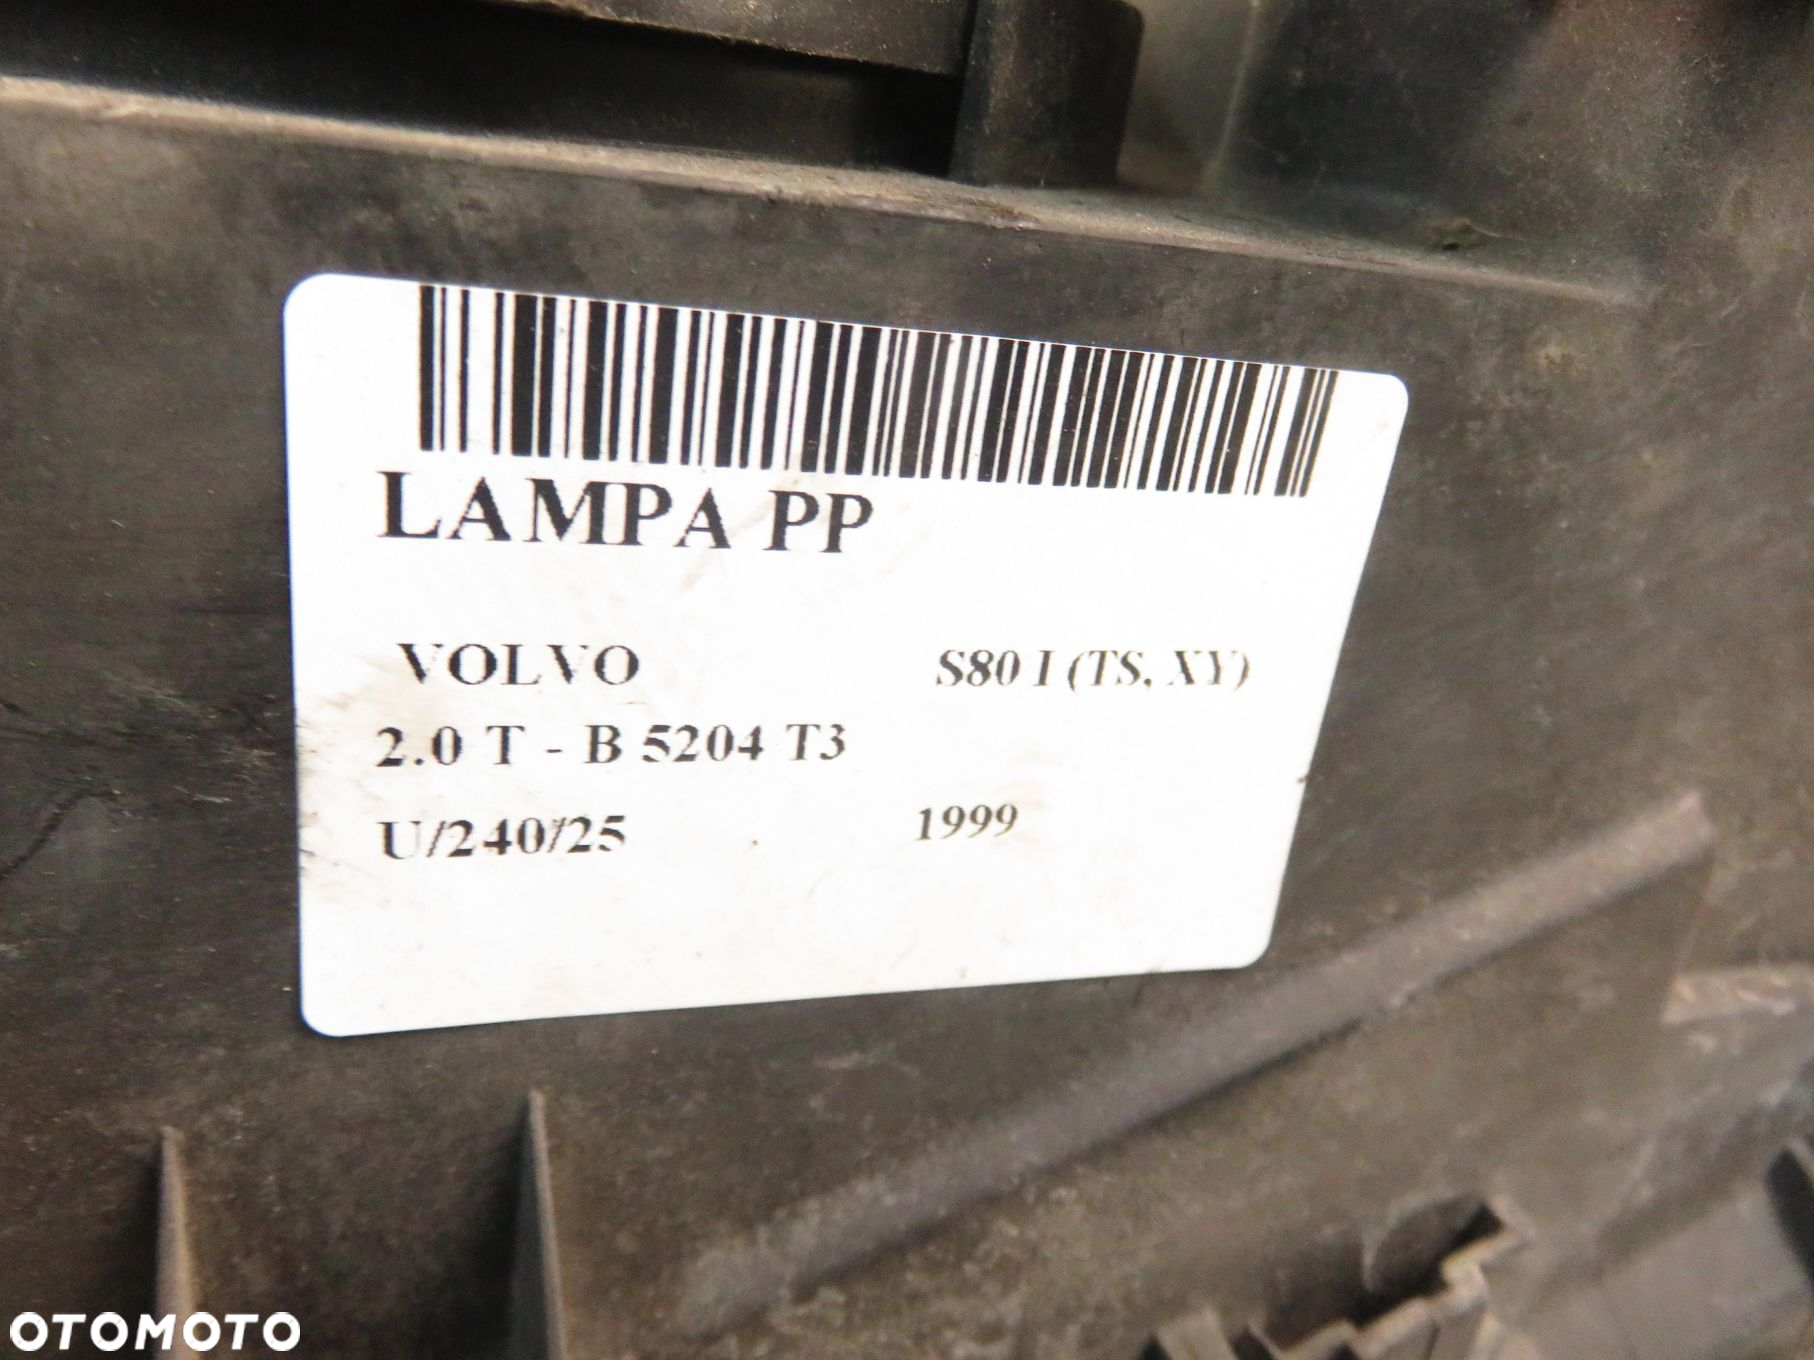 LAMPA PP
VOLVO S80 I (TS, XY)
2.0 T - B 5204 T3
U/240/25 1999
OTOMOTO